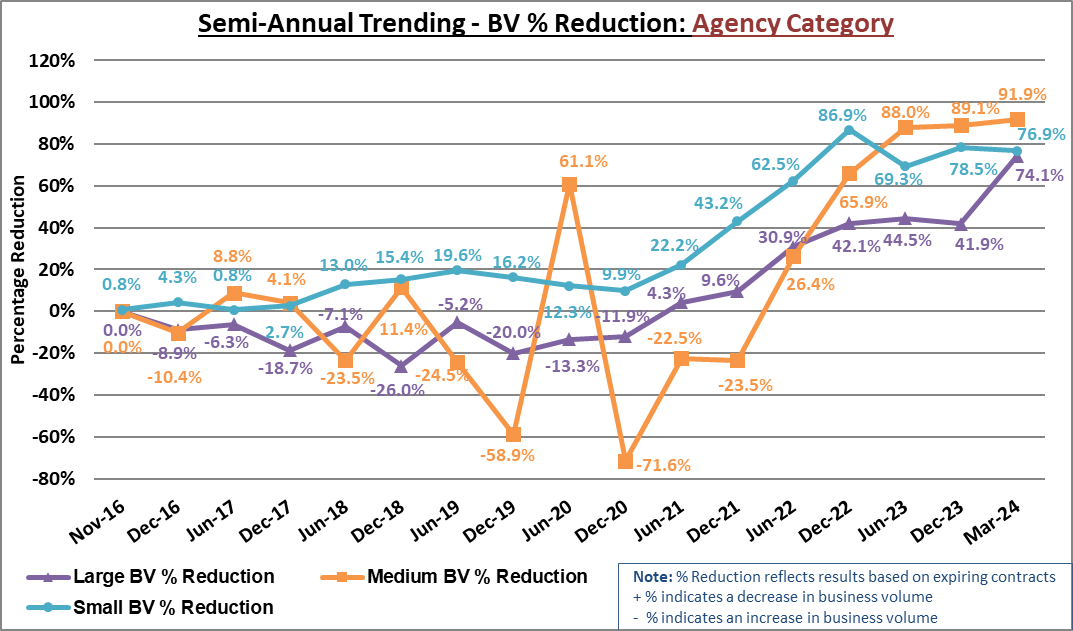 Semi-Annual Trending - BV % Reduction: Agency Category
Percentage Reduction
120%
100%
80%
60%
40%
20%
0%
-20%
-40%
-60%
-80%
0.8%
4.3%
0.8%
2.7%
13.0%
15.4%
19.6%
16.2%
12.3%
9.9%
22.2%
43.2%
62.5%
86.9%
69.3%
78.5%
76.9%
0.0%
-10.4%
8.8%
4.1%
-23.5%
11.4%
-24.5%
-58.9%
61.1%
-71.6%
-22.5%
-23.5%
26.4%
65.9%
88.0%
89.1%
91.9%
0.0%
-8.9%
-6.3%
-18.7%
-7.1%
-26.0%
-5.2%
-20.0%
-13.3%
-11.9%
4.3%
9.6%
30.9%
42.1%
44.5%
41.9%
74.1%
Nov-16
Dec-16
Jun-17
Dec-17
Jun-18
Dec-18
Jun-19
Dec-19
Jun-20
Dec-20
Jun-21
Dec-21
Jun-22
Dec-22
Jun-23
Dec-23
Mar-24
Large BV % Reduction
Medium BV % Reduction
Small BV % Reduction
Note: % Reduction reflects results based on expiring contracts
+ % indicates a decrease in business volume
- % indicates an increase in business volume